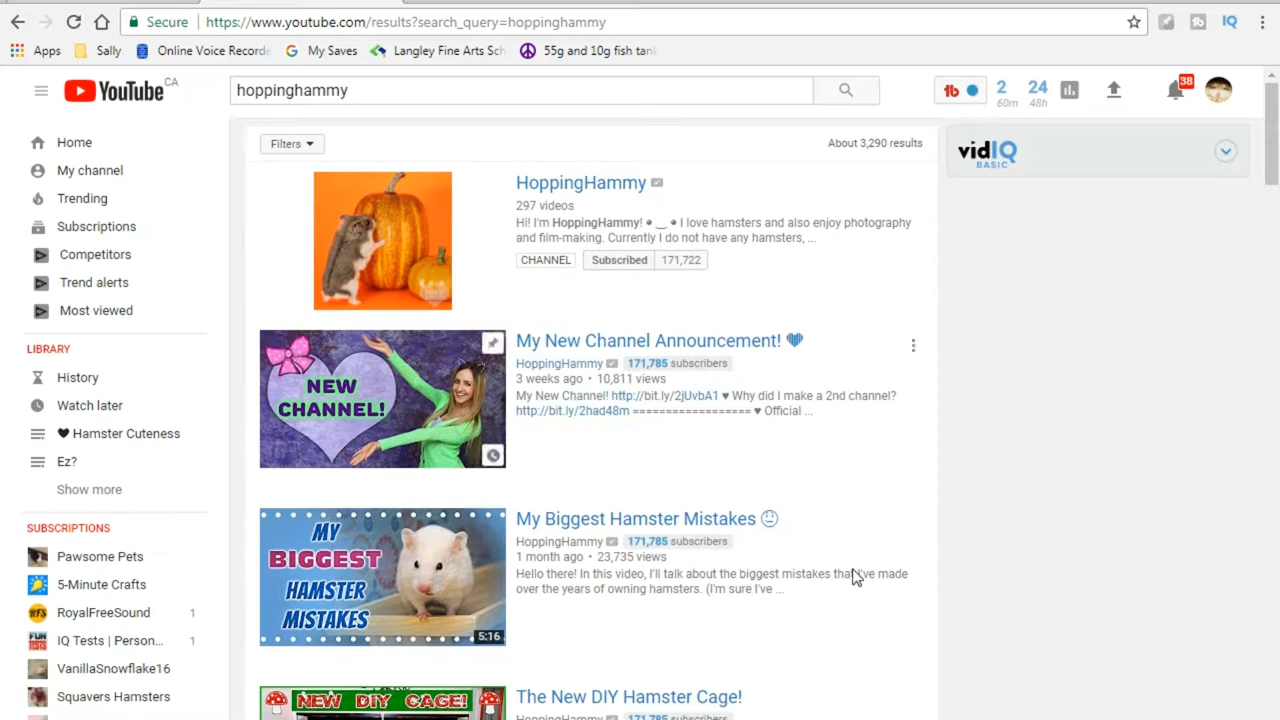 Secure
https://www.youtube.com/results?search_query=hoppinghammy
IQ
Apps
Sally
Online Voice Record
My Saves
Langley Fine Arts Sch
55g and 10g fish tan
YouTube CA
hoppinghammy
tb
2
60m
24
48h
38
Home
My channel
Trending
Subscriptions
Competitors
Trend alerts
Most viewed
LIBRARY
History
Watch later
♥ Hamster Cuteness
Ez?
Show more
SUBSCRIPTIONS
Pawsome Pets
5-Minute Crafts
RoyalFreeSound 1
IQ Tests | Person... 1
VanillaSnowflake16
Squavers Hamsters
Filters
About 3,290 results
HoppingHammy
297 videos
Hi! I'm HoppingHammy! I love hamsters and also enjoy photography
and film-making. Currently I do not have any hamsters, ...
CHANNEL
Subscribed 171,722
NEW
CHANNEL!
My New Channel Announcement!
HoppingHammy 171,785 subscribers
3 weeks ago • 10,811 views
My New Channel! http://bit.ly/2jUvbA1 ♥ Why did I make a 2nd channel?
http://bit.ly/2had48m ================== ♥ Official ...
MY
BIGGEST
HAMSTER
MISTAKES
5:16
My Biggest Hamster Mistakes
HoppingHammy 171,785 subscribers
1 month ago • 23,735 views
Hello there! In this video, I'll talk about the biggest mistakes that I've made
over the years of owning hamsters. (I'm sure I've ...
NEW DIY CAGE!
The New DIY Hamster Cage!
HoppingHammy 171,785 subscribers
vidIQ
BASIC